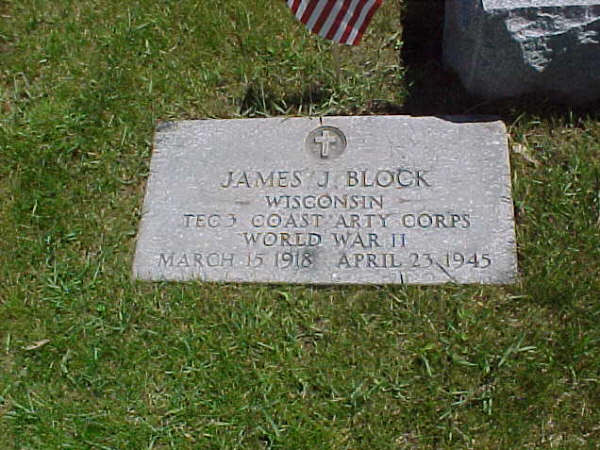 JAMES J. BLOCK
WISCONSIN
TEC 3 COAST ARTY CORPS
WORLD WAR II
MARCH 15 1918 APRIL 23 1945